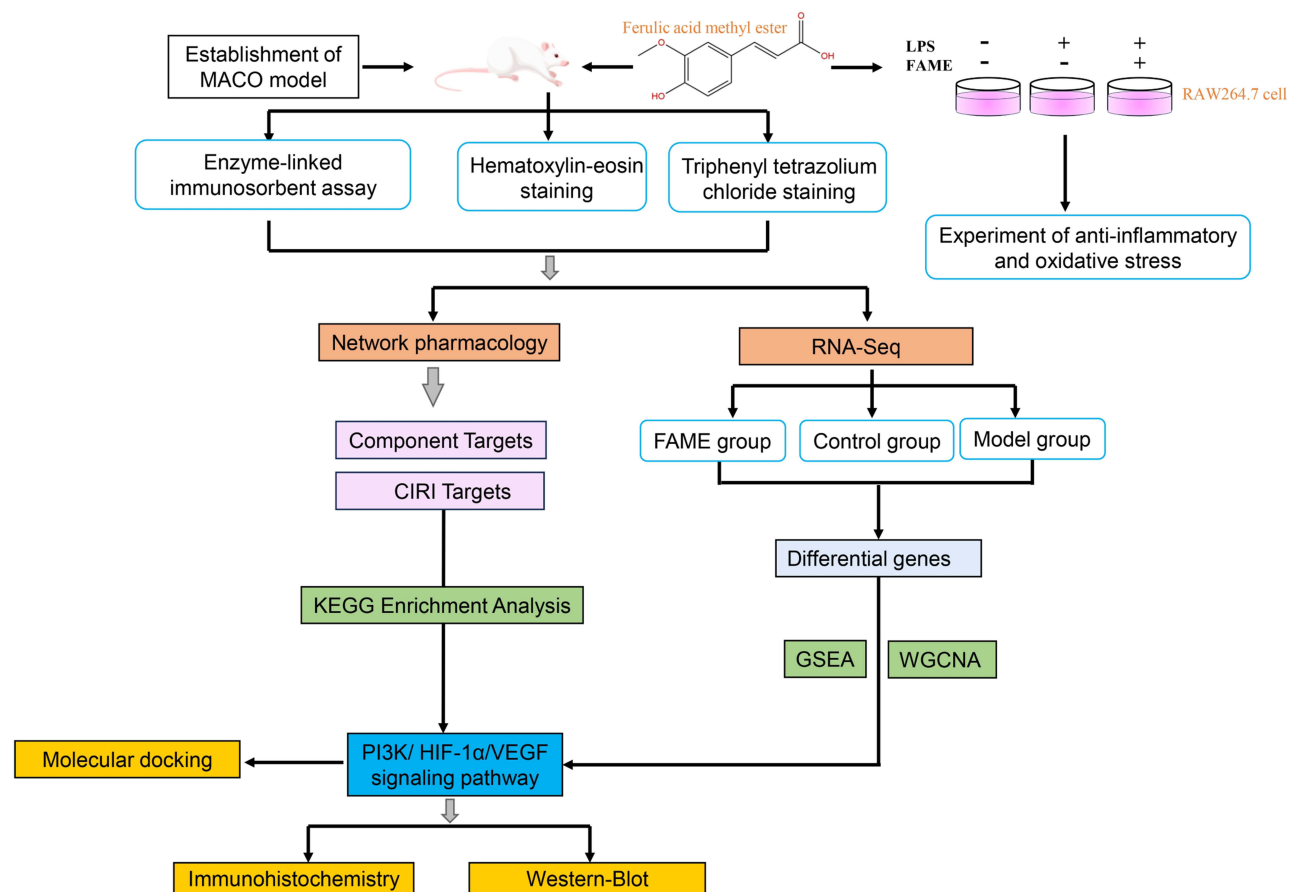 Establishment of
MACO model
Ferulic acid methyl ester
O
O
OH
HO
LPS - + +
FAME - - +
RAW264.7 cell
Enzyme-linked
immunosorbent assay
Hematoxylin-eosin
staining
Triphenyl tetrazolium
chloride staining
Experiment of anti-inflammatory
and oxidative stress
Network pharmacology
RNA-Seq
Component Targets
CIRI Targets
FAME group
Control group
Model group
Differential genes
KEGG Enrichment Analysis
GSEA
WGCNA
Molecular docking
PI3K/ HIF-1α/VEGF
signaling pathway
Immunohistochemistry
Western-Blot